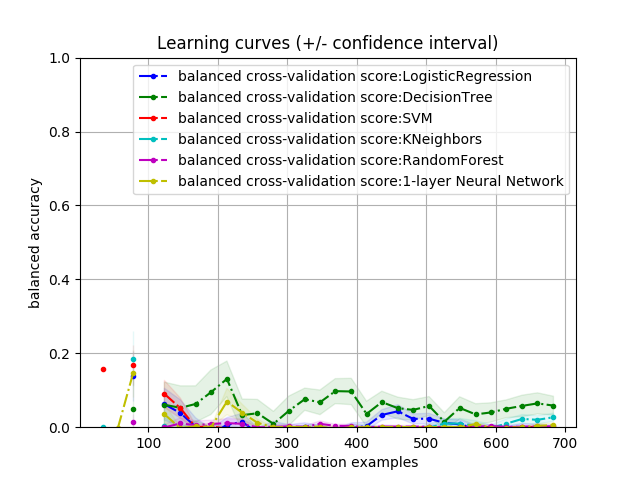 Learning curves (+/- confidence interval)
1.0
0.8
0.6
0.4
0.2
0.0
balanced accuracy
balanced cross-validation score:LogisticRegression
balanced cross-validation score:DecisionTree
balanced cross-validation score:SVM
balanced cross-validation score:KNeighbors
balanced cross-validation score:RandomForest
balanced cross-validation score:1-layer Neural Network
100 200 300 400 500 600 700
cross-validation examples